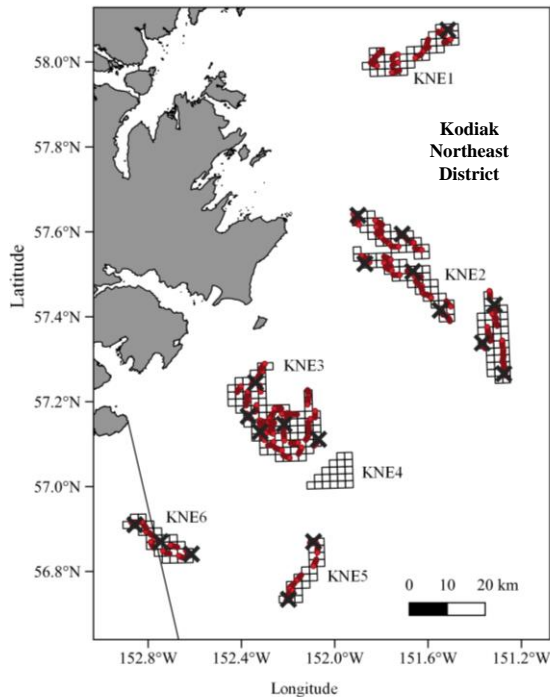 58.0°N
KNE1
Kodiak
Northeast
District
57.8°N
57.6°N
KNE2
Latitude
57.4°N
KNE3
57.2°N
KNE4
57.0°N
KNE6
KNE5
56.8°N
0 10 20 km
152.8°W 152.4°W 152.0°W 151.6°W 151.2°W
Longitude